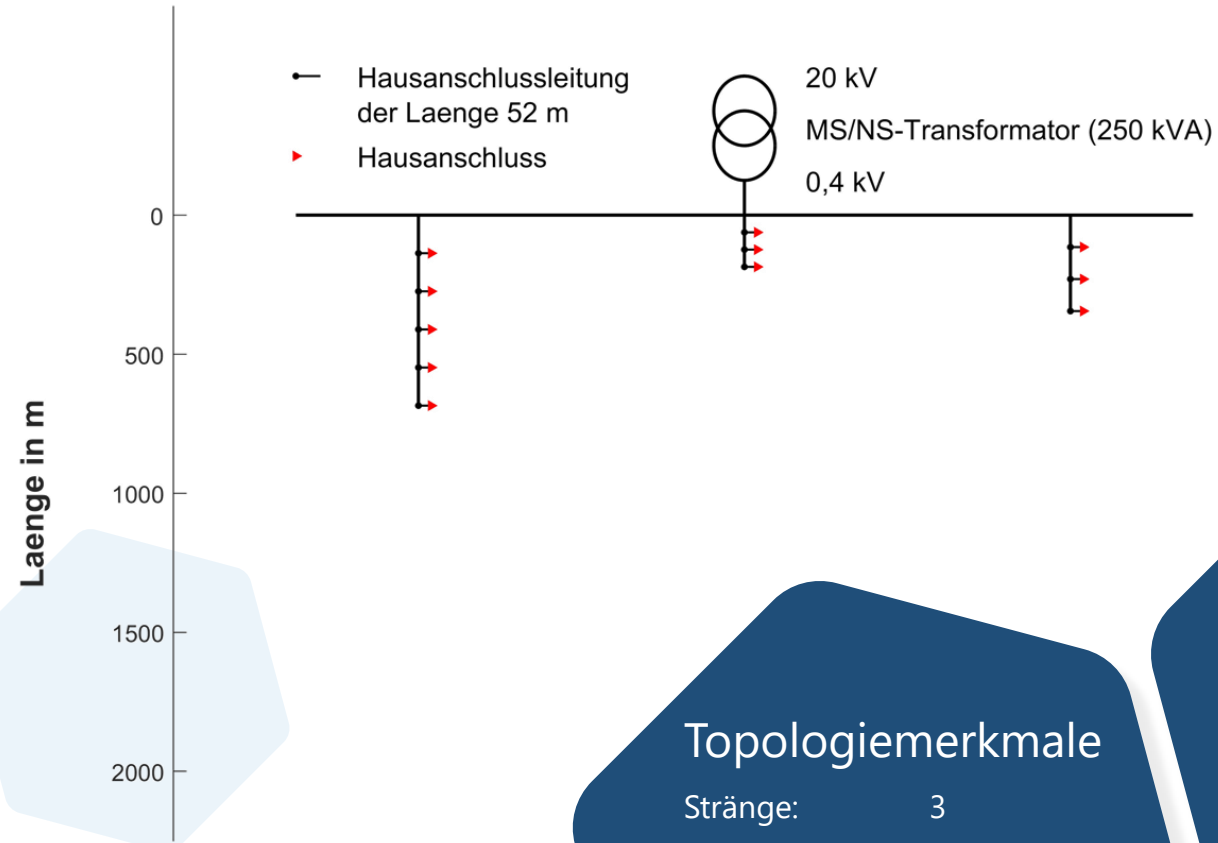 Hausanschlussleitung
der Laenge 52 m
Hausanschluss
20 kV
MS/NS-Transformator (250 kVA)
0,4 kV
0
500
1000
1500
2000
Laenge in m
Topologiemerkmale
Stränge: 3